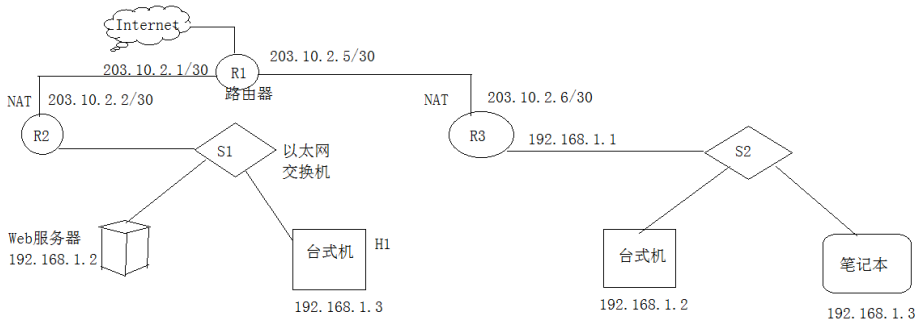 Internet
203.10.2.5/30
203.10.2.1/30
R1
路由器
NAT
203.10.2.2/30
NAT
203.10.2.6/30
R2
R3
192.168.1.1
S1
以太网
交换机
S2
Web服务器
192.168.1.2
台式机
H1
192.168.1.3
台式机
192.168.1.2
笔记本
192.168.1.3